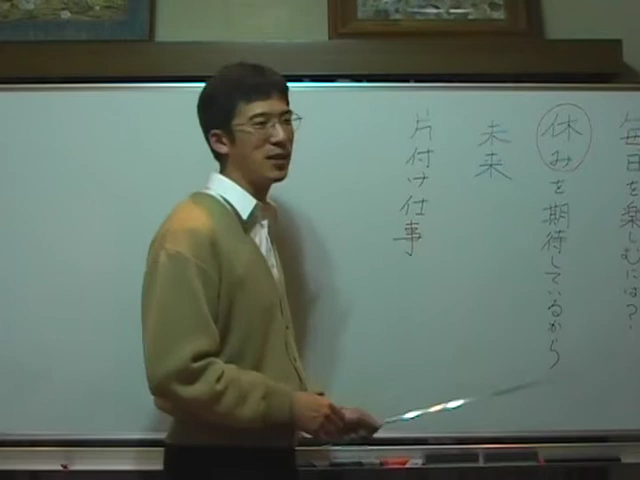 毎日を楽しむには?
休みを期待しているから
未来
片付け仕事